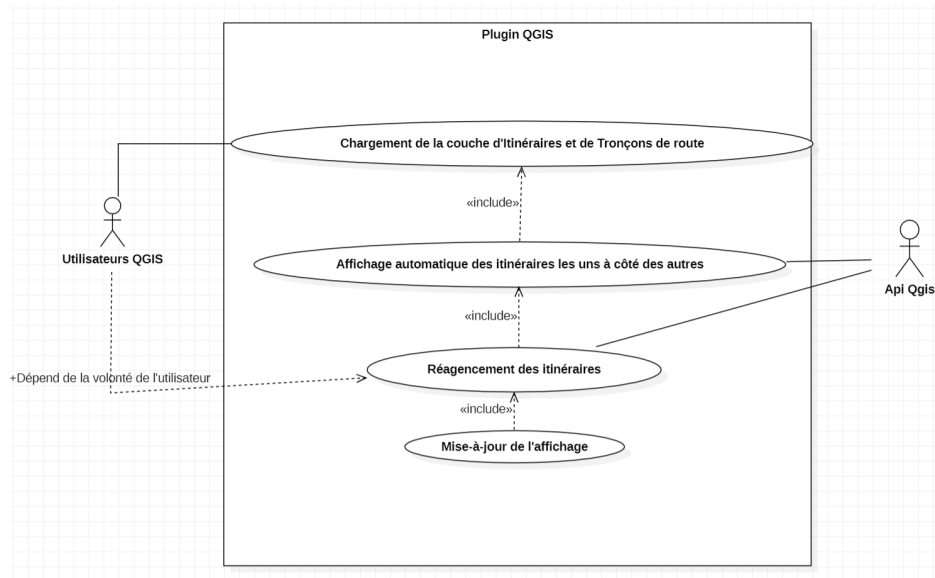 Plugin QGIS
Chargement de la couche d'Itinéraires et de Tronçons de route
«include»
Utilisateurs QGIS
Affichage automatique des itinéraires les uns à côté des autres
Api Qgis
«include»
Réagencement des itinéraires
+Dépend de la volonté de l'utilisateur
«include»
Mise-à-jour de l'affichage